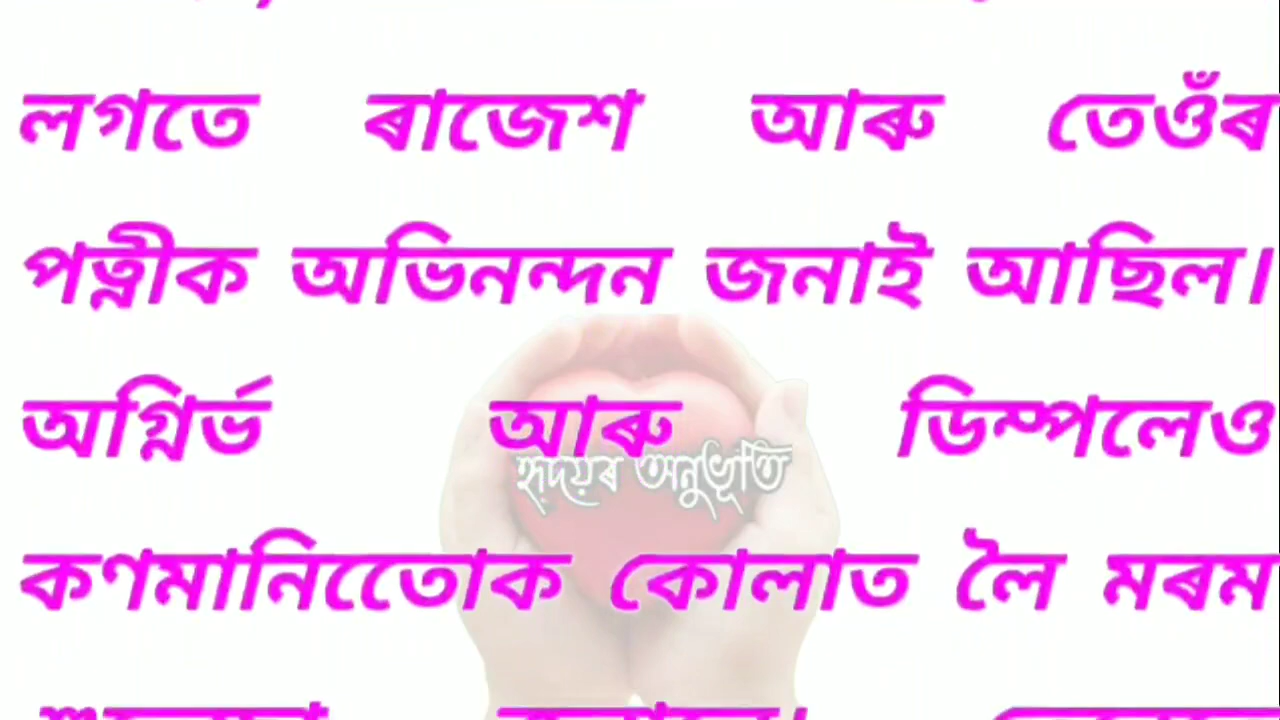 লগতে ৰাজেশ আৰু তেওঁৰ
পত্নীক অভিনন্দন জনাই আছিল।
অগ্নিৰ্ভ আৰু ডিম্পলেও
হৃদয়ৰ অনুভূতি
কণমানিতোেক কোলাত লৈ মৰম